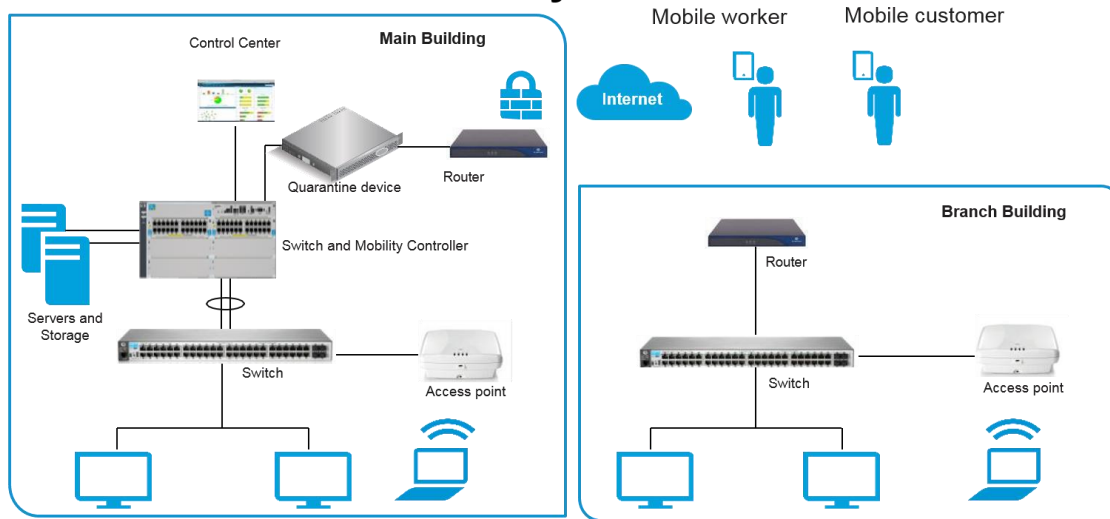 Main Building
Control Center
Quarantine device
Router
Switch and Mobility Controller
Servers and
Storage
Switch
Access point
Mobile worker
Mobile customer
Internet
Branch Building
Router
Switch
Access point